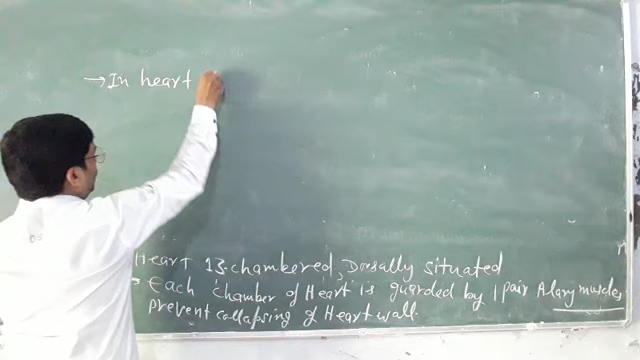 →In heart
Heart 13-chambered, Dorsally situated
Each chamber of Heart is guarded by 1 pair Alary muscles
prevent collapsing of Heart wall.